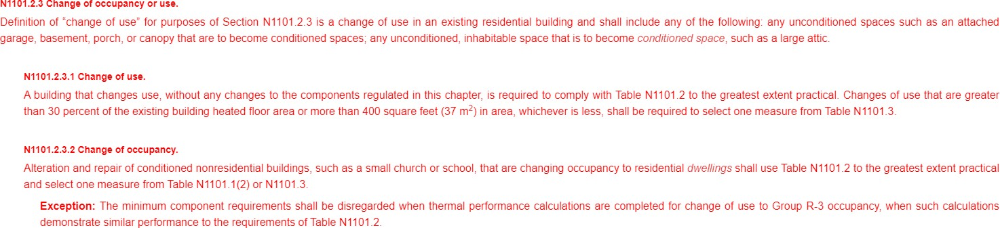 N1101.2.3 Change of occupancy or use.
Definition of “change of use” for purposes of Section N1101.2.3 is a change of use in an existing residential building and shall include any of the following: any unconditioned spaces such as an attached
garage, basement, porch, or canopy that are to become conditioned spaces; any unconditioned, inhabitable space that is to become conditioned space, such as a large attic.
N1101.2.3.1 Change of use.
A building that changes use, without any changes to the components regulated in this chapter, is required to comply with Table N1101.2 to the greatest extent practical. Changes of use that are greater
than 30 percent of the existing building heated floor area or more than 400 square feet (37 m²) in area, whichever is less, shall be required to select one measure from Table N1101.3.
N1101.2.3.2 Change of occupancy.
Alteration and repair of conditioned nonresidential buildings, such as a small church or school, that are changing occupancy to residential dwellings shall use Table N1101.2 to the greatest extent practical
and select one measure from Table N1101.1(2) or N1101.3.
Exception: The minimum component requirements shall be disregarded when thermal performance calculations are completed for change of use to Group R-3 occupancy, when such calculations
demonstrate similar performance to the requirements of Table N1101.2.